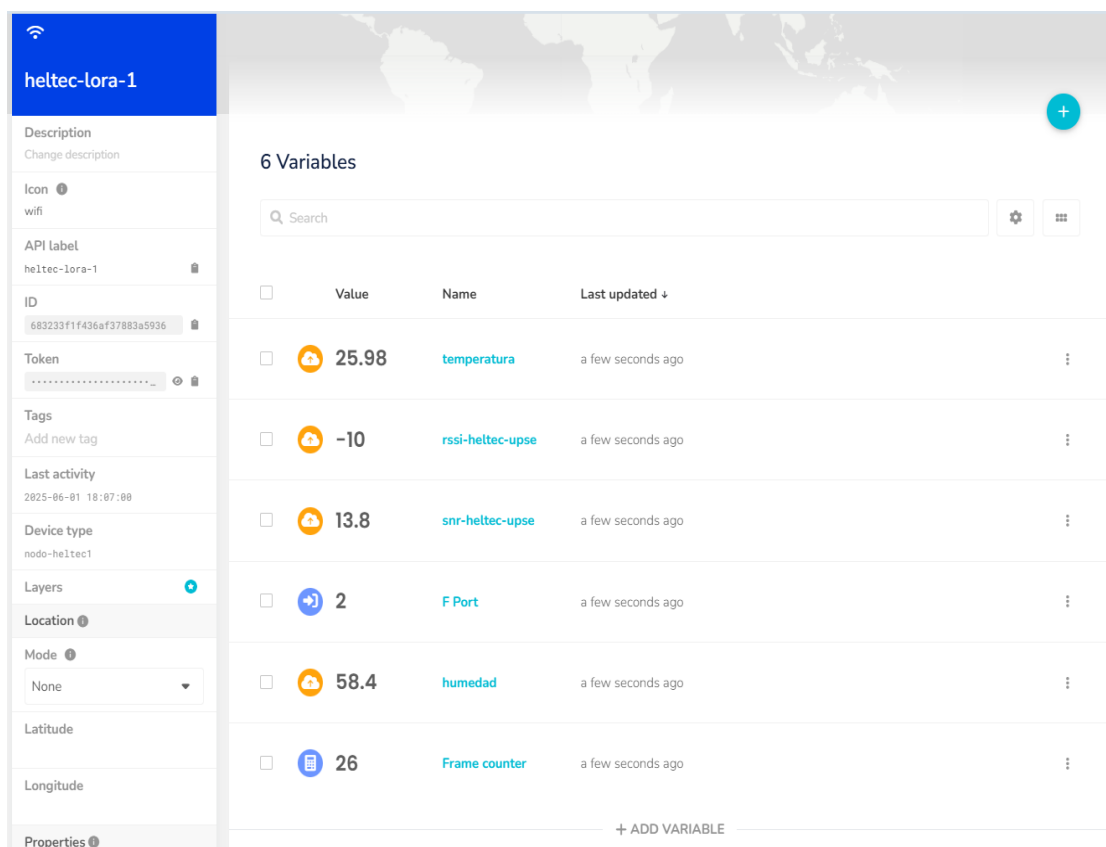 heltec-lora-1
Description
Change description
Icon
wifi
API label
heltec-lora-1
ID
683233f1f436af37883a5936
Token
Tags
Add new tag
Last activity
2025-06-01 18:07:00
Device type
nodo-heltec1
Layers
Location
Mode
None
Latitude
Longitude
Properties
6 Variables
Search
Value Name Last updated ↓
25.98 temperatura a few seconds ago
-10 rssi-heltec-upse a few seconds ago
13.8 snr-heltec-upse a few seconds ago
2 F Port a few seconds ago
58.4 humedad a few seconds ago
26 Frame counter a few seconds ago
+ ADD VARIABLE